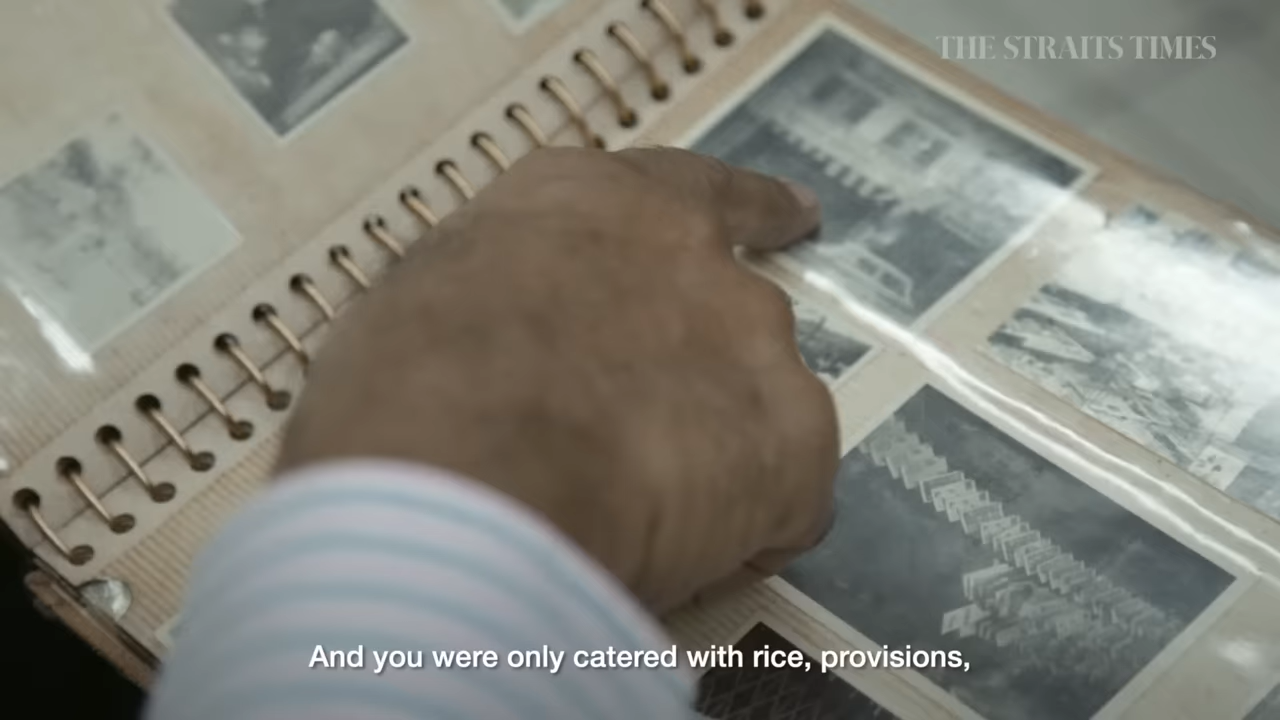 THE STRAITS TIMES
And you were only catered with rice, provisions,